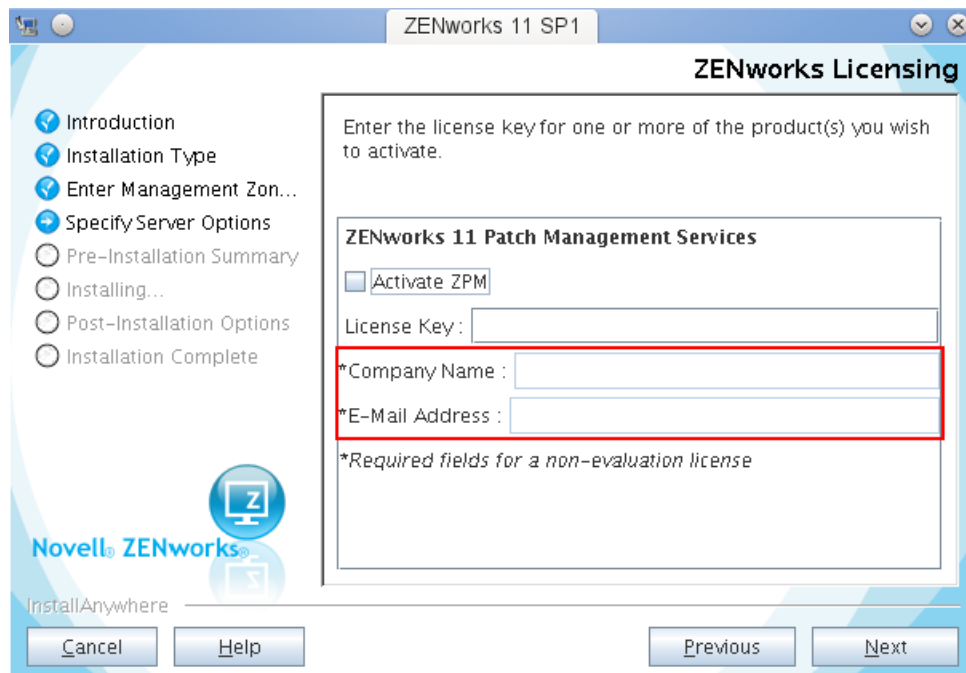 ZENworks 11 SP1
ZENworks Licensing
Introduction
Installation Type
Enter Management Zon...
Specify Server Options
Pre-Installation Summary
Installing...
Post-Installation Options
Installation Complete
Enter the license key for one or more of the product(s) you wish
to activate.
ZENworks 11 Patch Management Services
Activate ZPM
License Key :
*Company Name :
*E-Mail Address :
*Required fields for a non-evaluation license
Z
Novell® ZENworks®
InstallAnywhere
Cancel
Help
Previous
Next